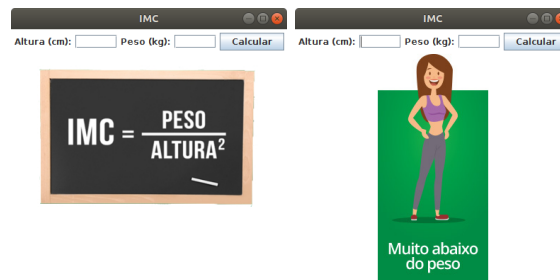 IMC
Altura (cm): Peso (kg): Calcular
IMC = PESO
ALTURA²
IMC
Altura (cm): Peso (kg): Calcular
Muito abaixo
do peso